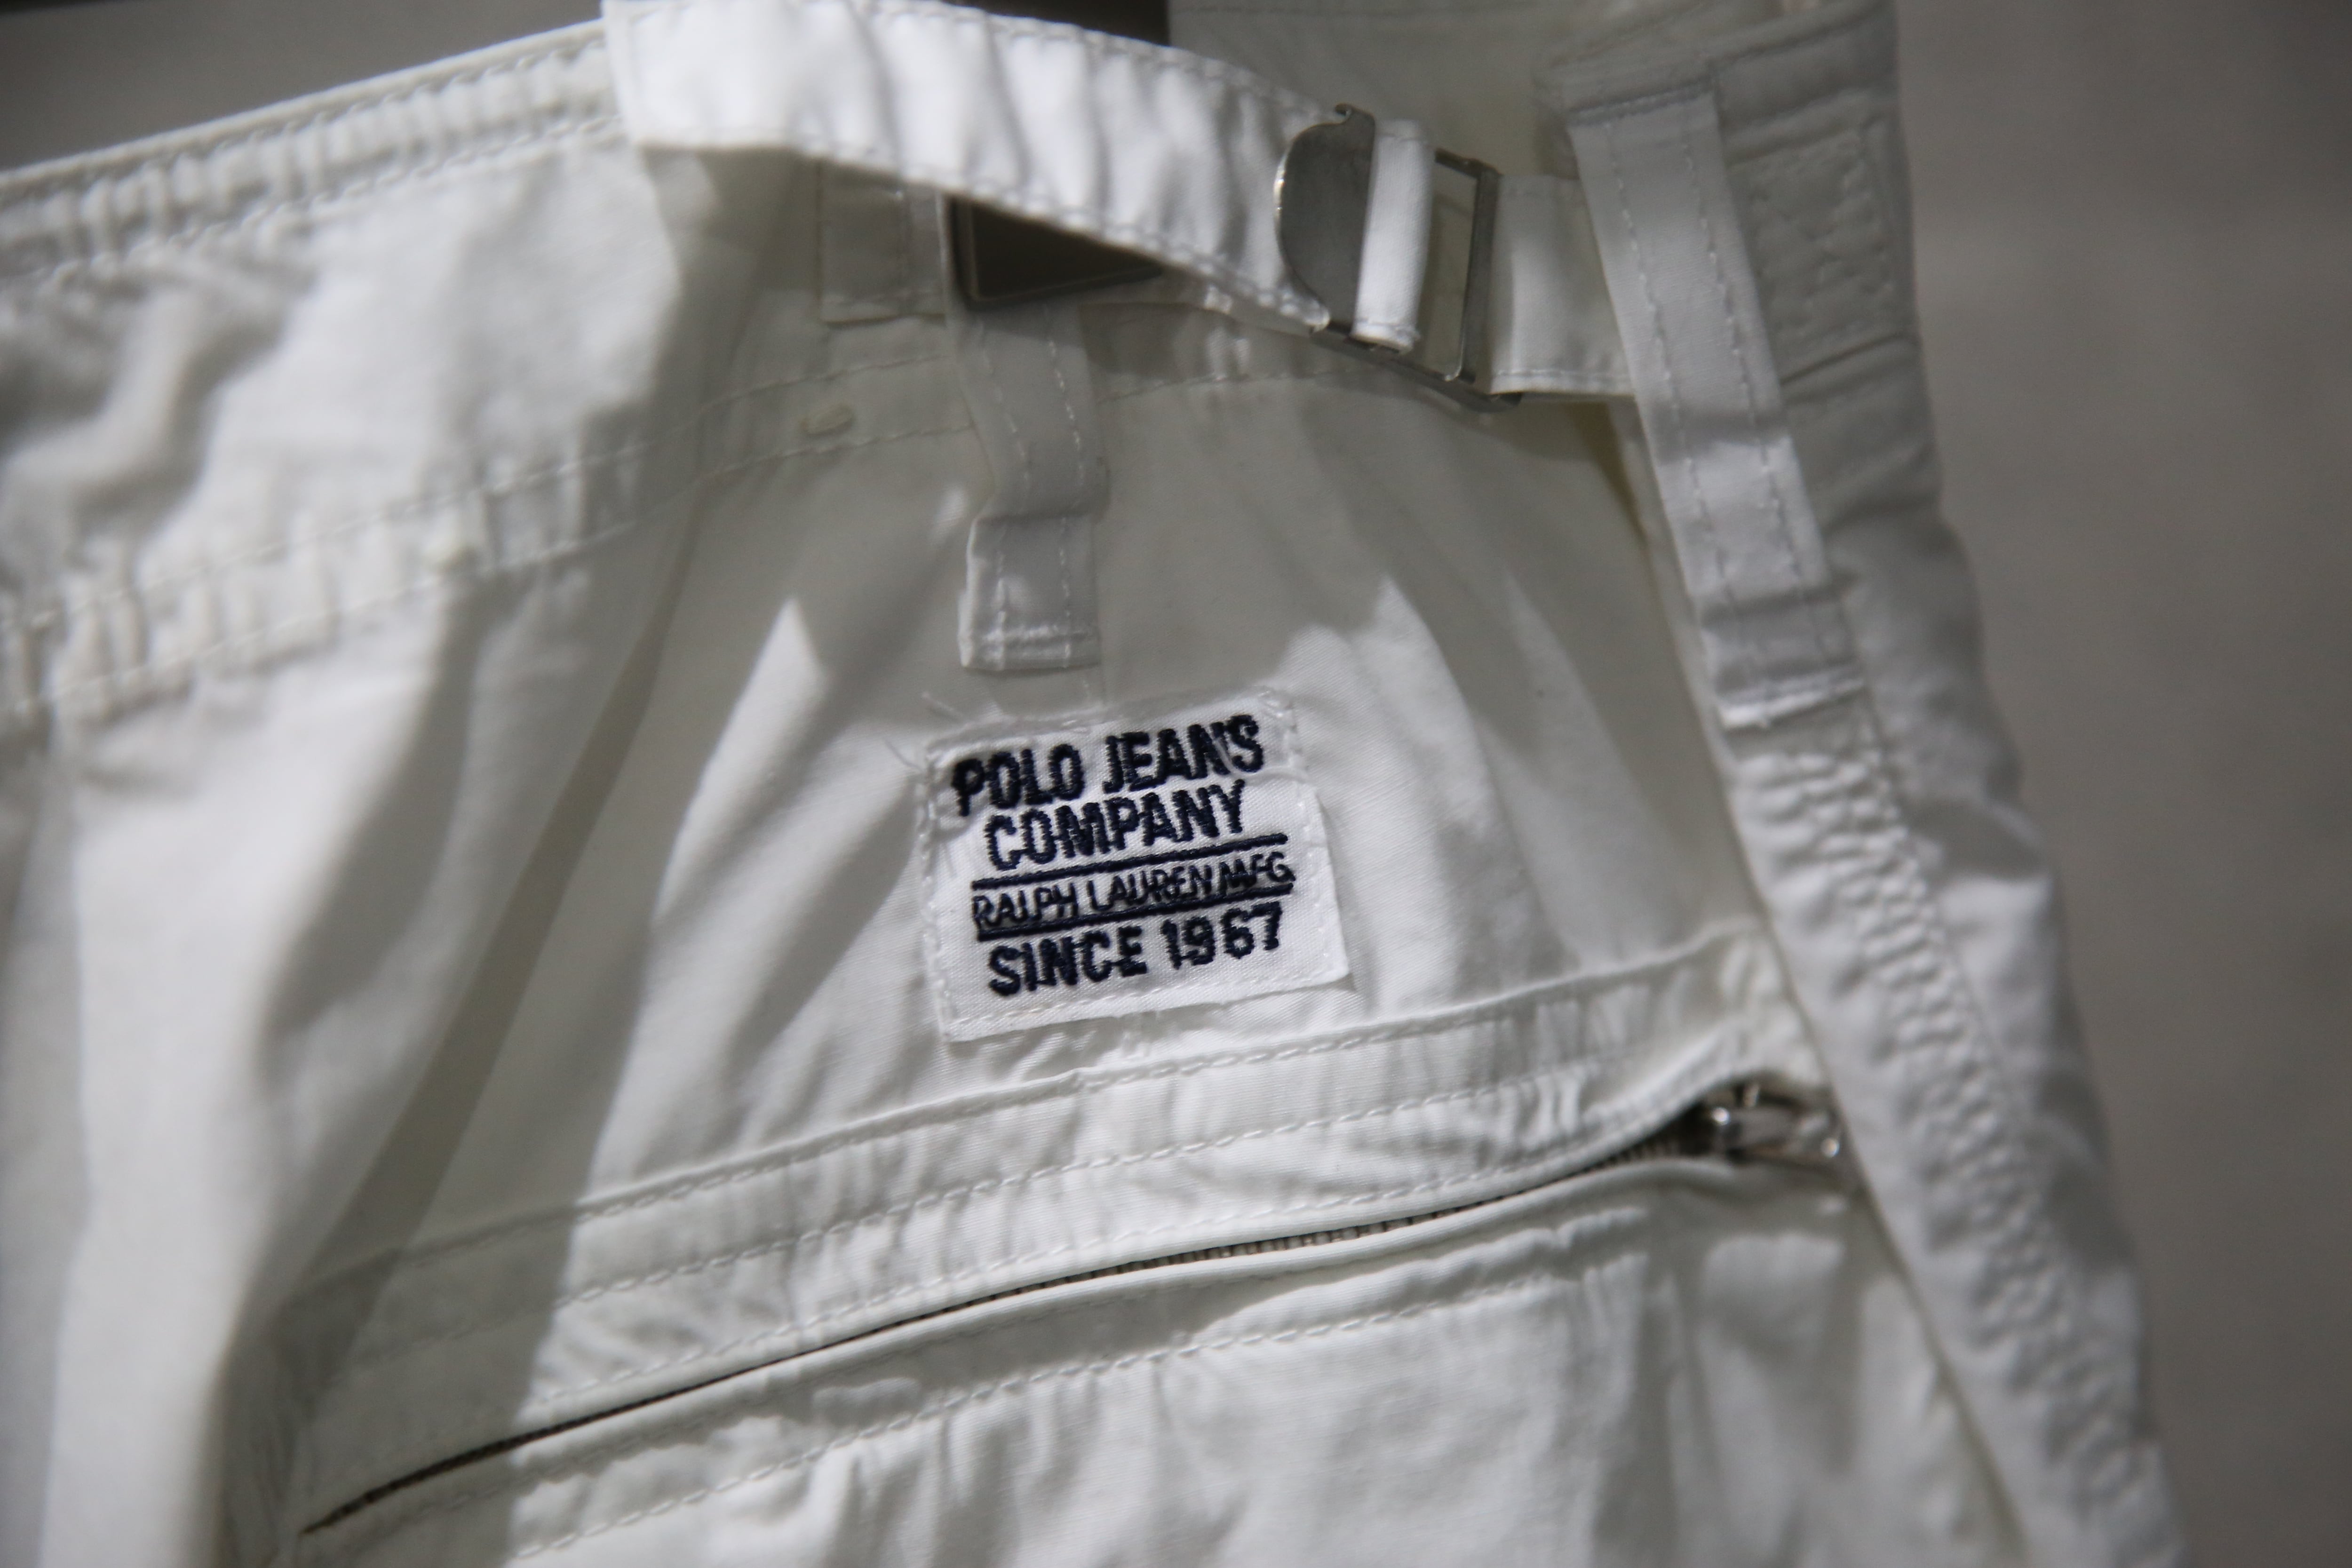 POLO JEANS
COMPANY
RALPH LAUREN MFG.
SINCE 1967